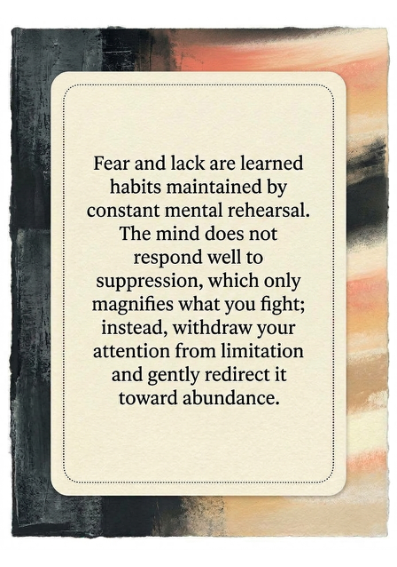 Fear and lack are learned
habits maintained by
constant mental rehearsal.
The mind does not
respond well to
suppression, which only
magnifies what you fight;
instead, withdraw your
attention from limitation
and gently redirect it
toward abundance.